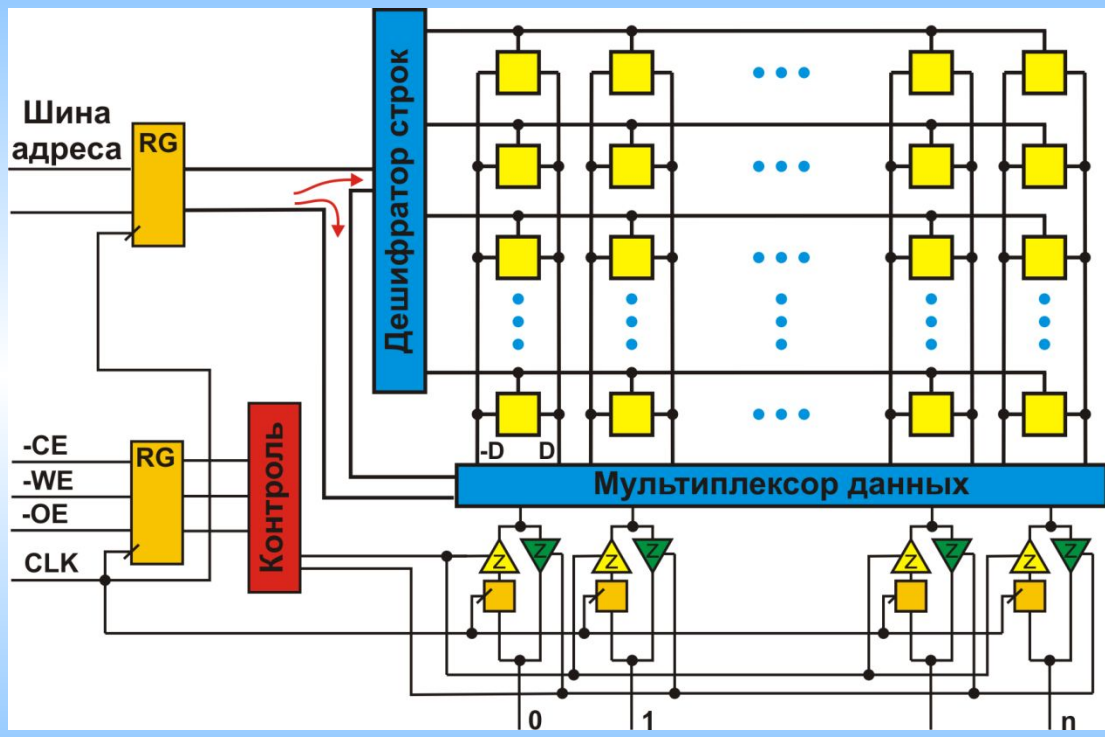 Шина
адреса
RG
Дешифратор строк
-CE
-WE
-OE
CLK
RG
Контроль
-D
D
Мультиплексор данных
Z
Z
Z
Z
Z
Z
Z
Z
0
1
n